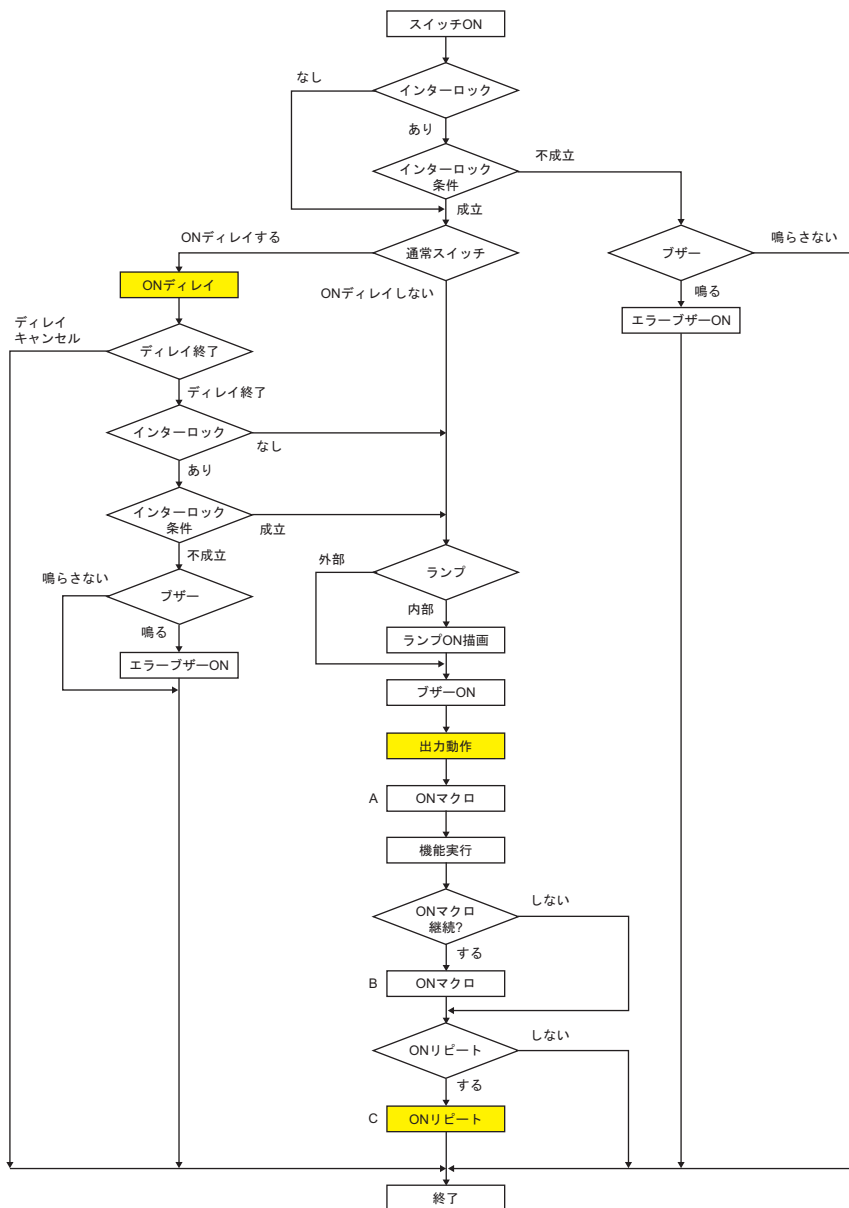 スイッチON
なし
インターロック
あり
インターロック
条件
不成立
成立
ONディレイする
通常スイッチ
ブザー
鳴らさない
ONディレイ
ONディレイしない
鳴る
エラーブザーON
ディレイ
キャンセル
ディレイ終了
ディレイ終了
インターロック
なし
あり
インターロック
条件
成立
不成立
外部
ランプ
鳴らさない
ブザー
内部
鳴る
ランプON描画
エラーブザーON
ブザーON
出力動作
A
ONマクロ
機能実行
ONマクロ
継続?
しない
する
B
ONマクロ
しない
ONリピート
する
C
ONリピート
終了